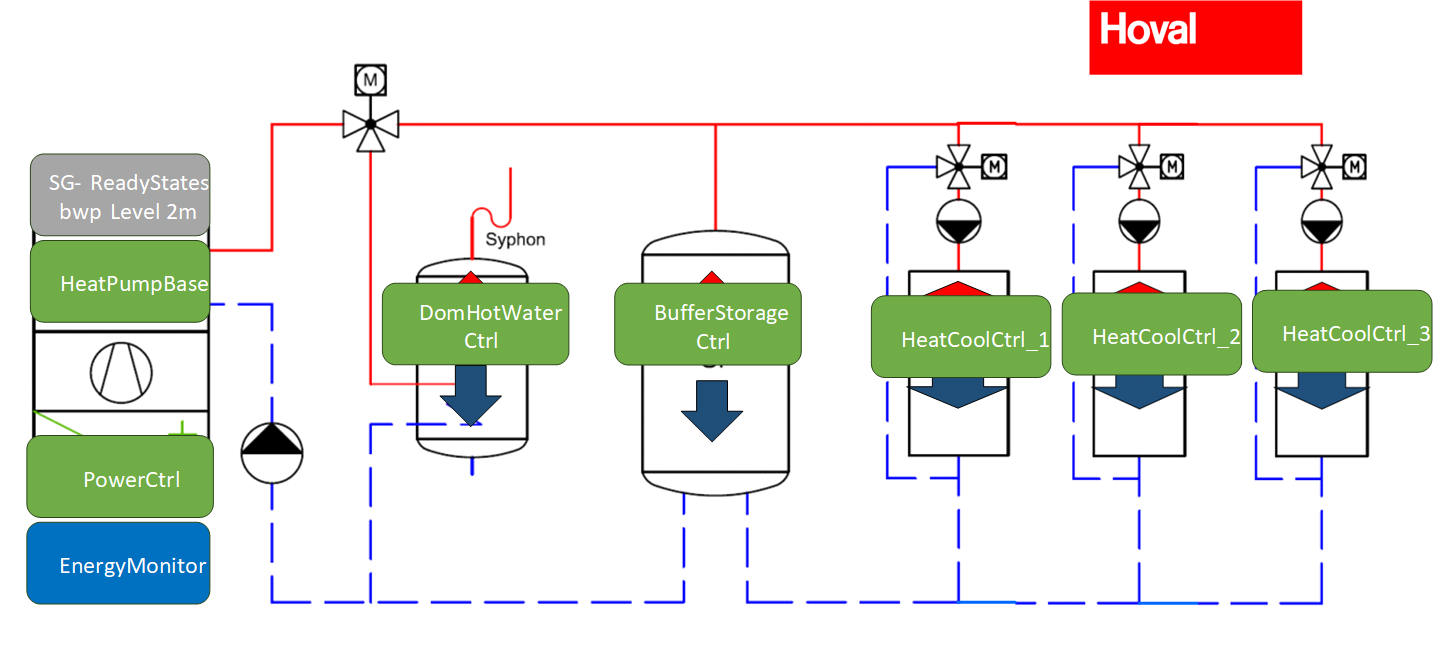 Hoval
M
SG- ReadyStates
bwp Level 2m
M
M
M
Syphon
HeatPumpBase
DomHotWater
Ctrl
BufferStorage
Ctrl
HeatCoolCtrl_1
HeatCoolCtrl_2
HeatCoolCtrl_3
PowerCtrl
EnergyMonitor